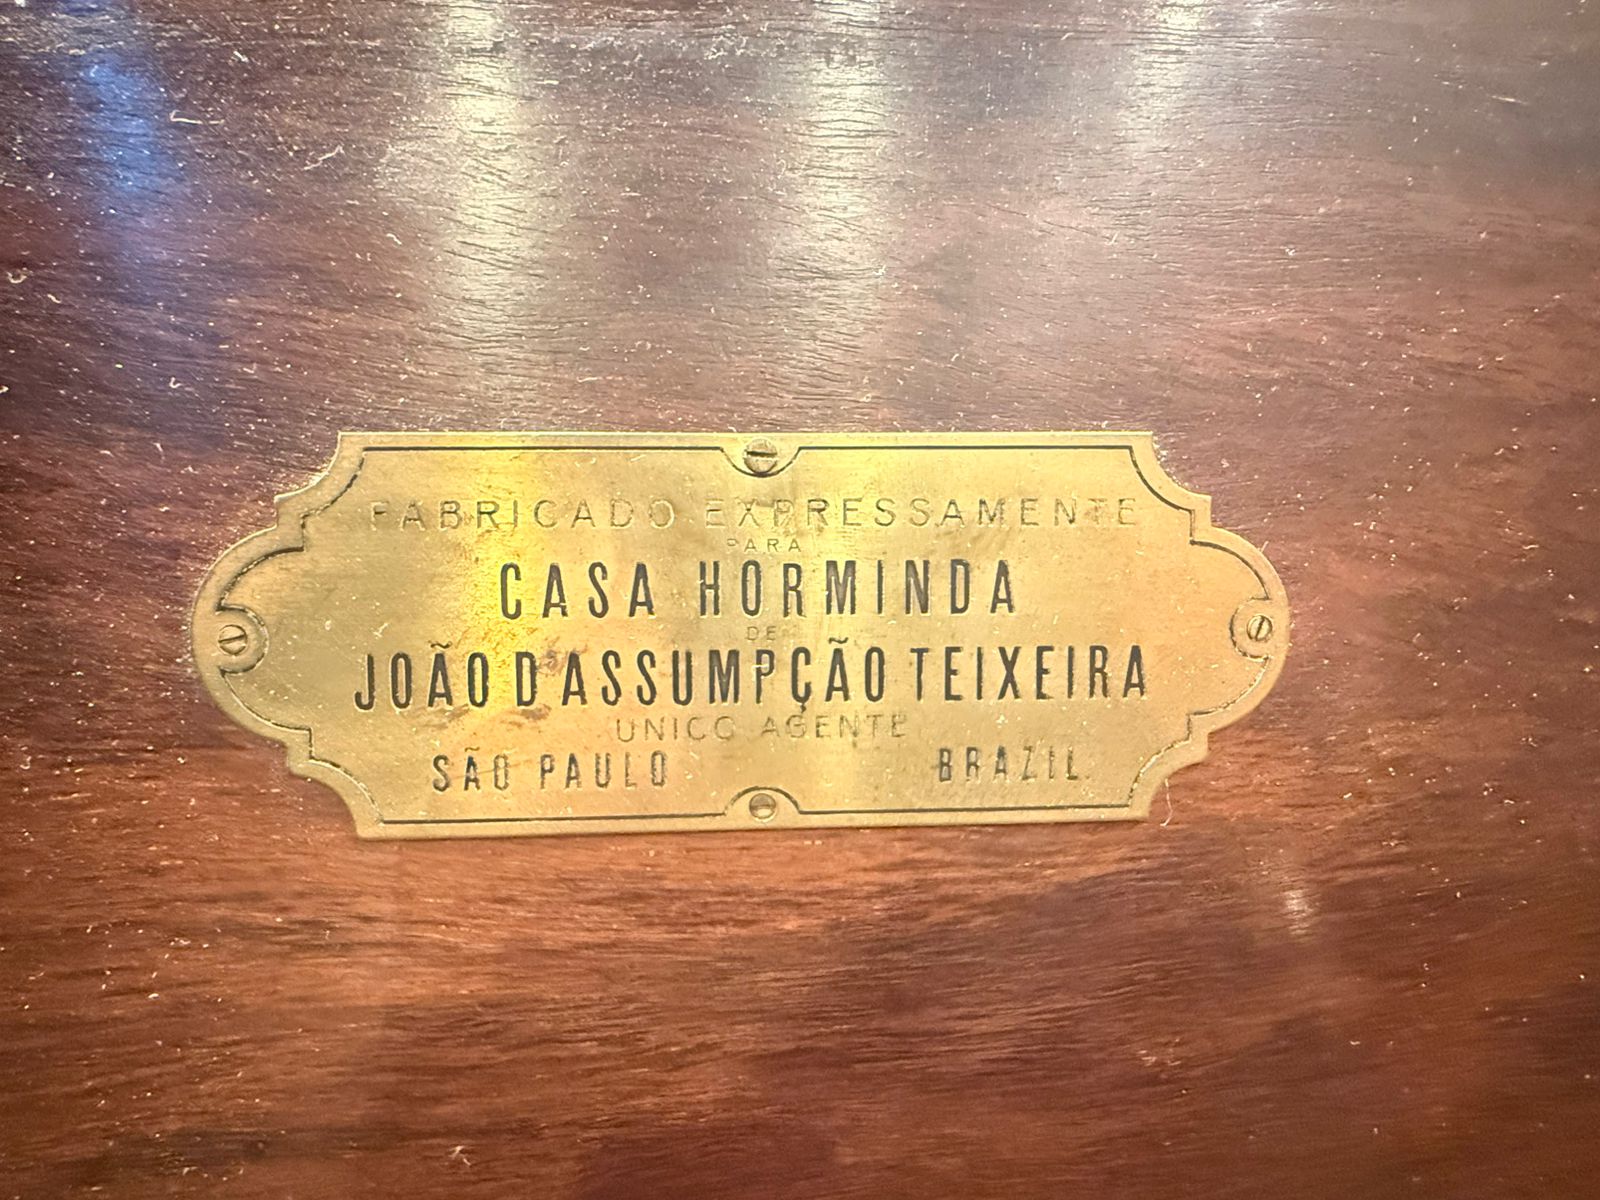 FABRICADO EXPRESSAMENTE
PARA
CASA HORMINDA
DE
JOÃO D ASSUMPÇÃO TEIXEIRA
UNICO AGENTE
SÃO PAULO BRAZIL